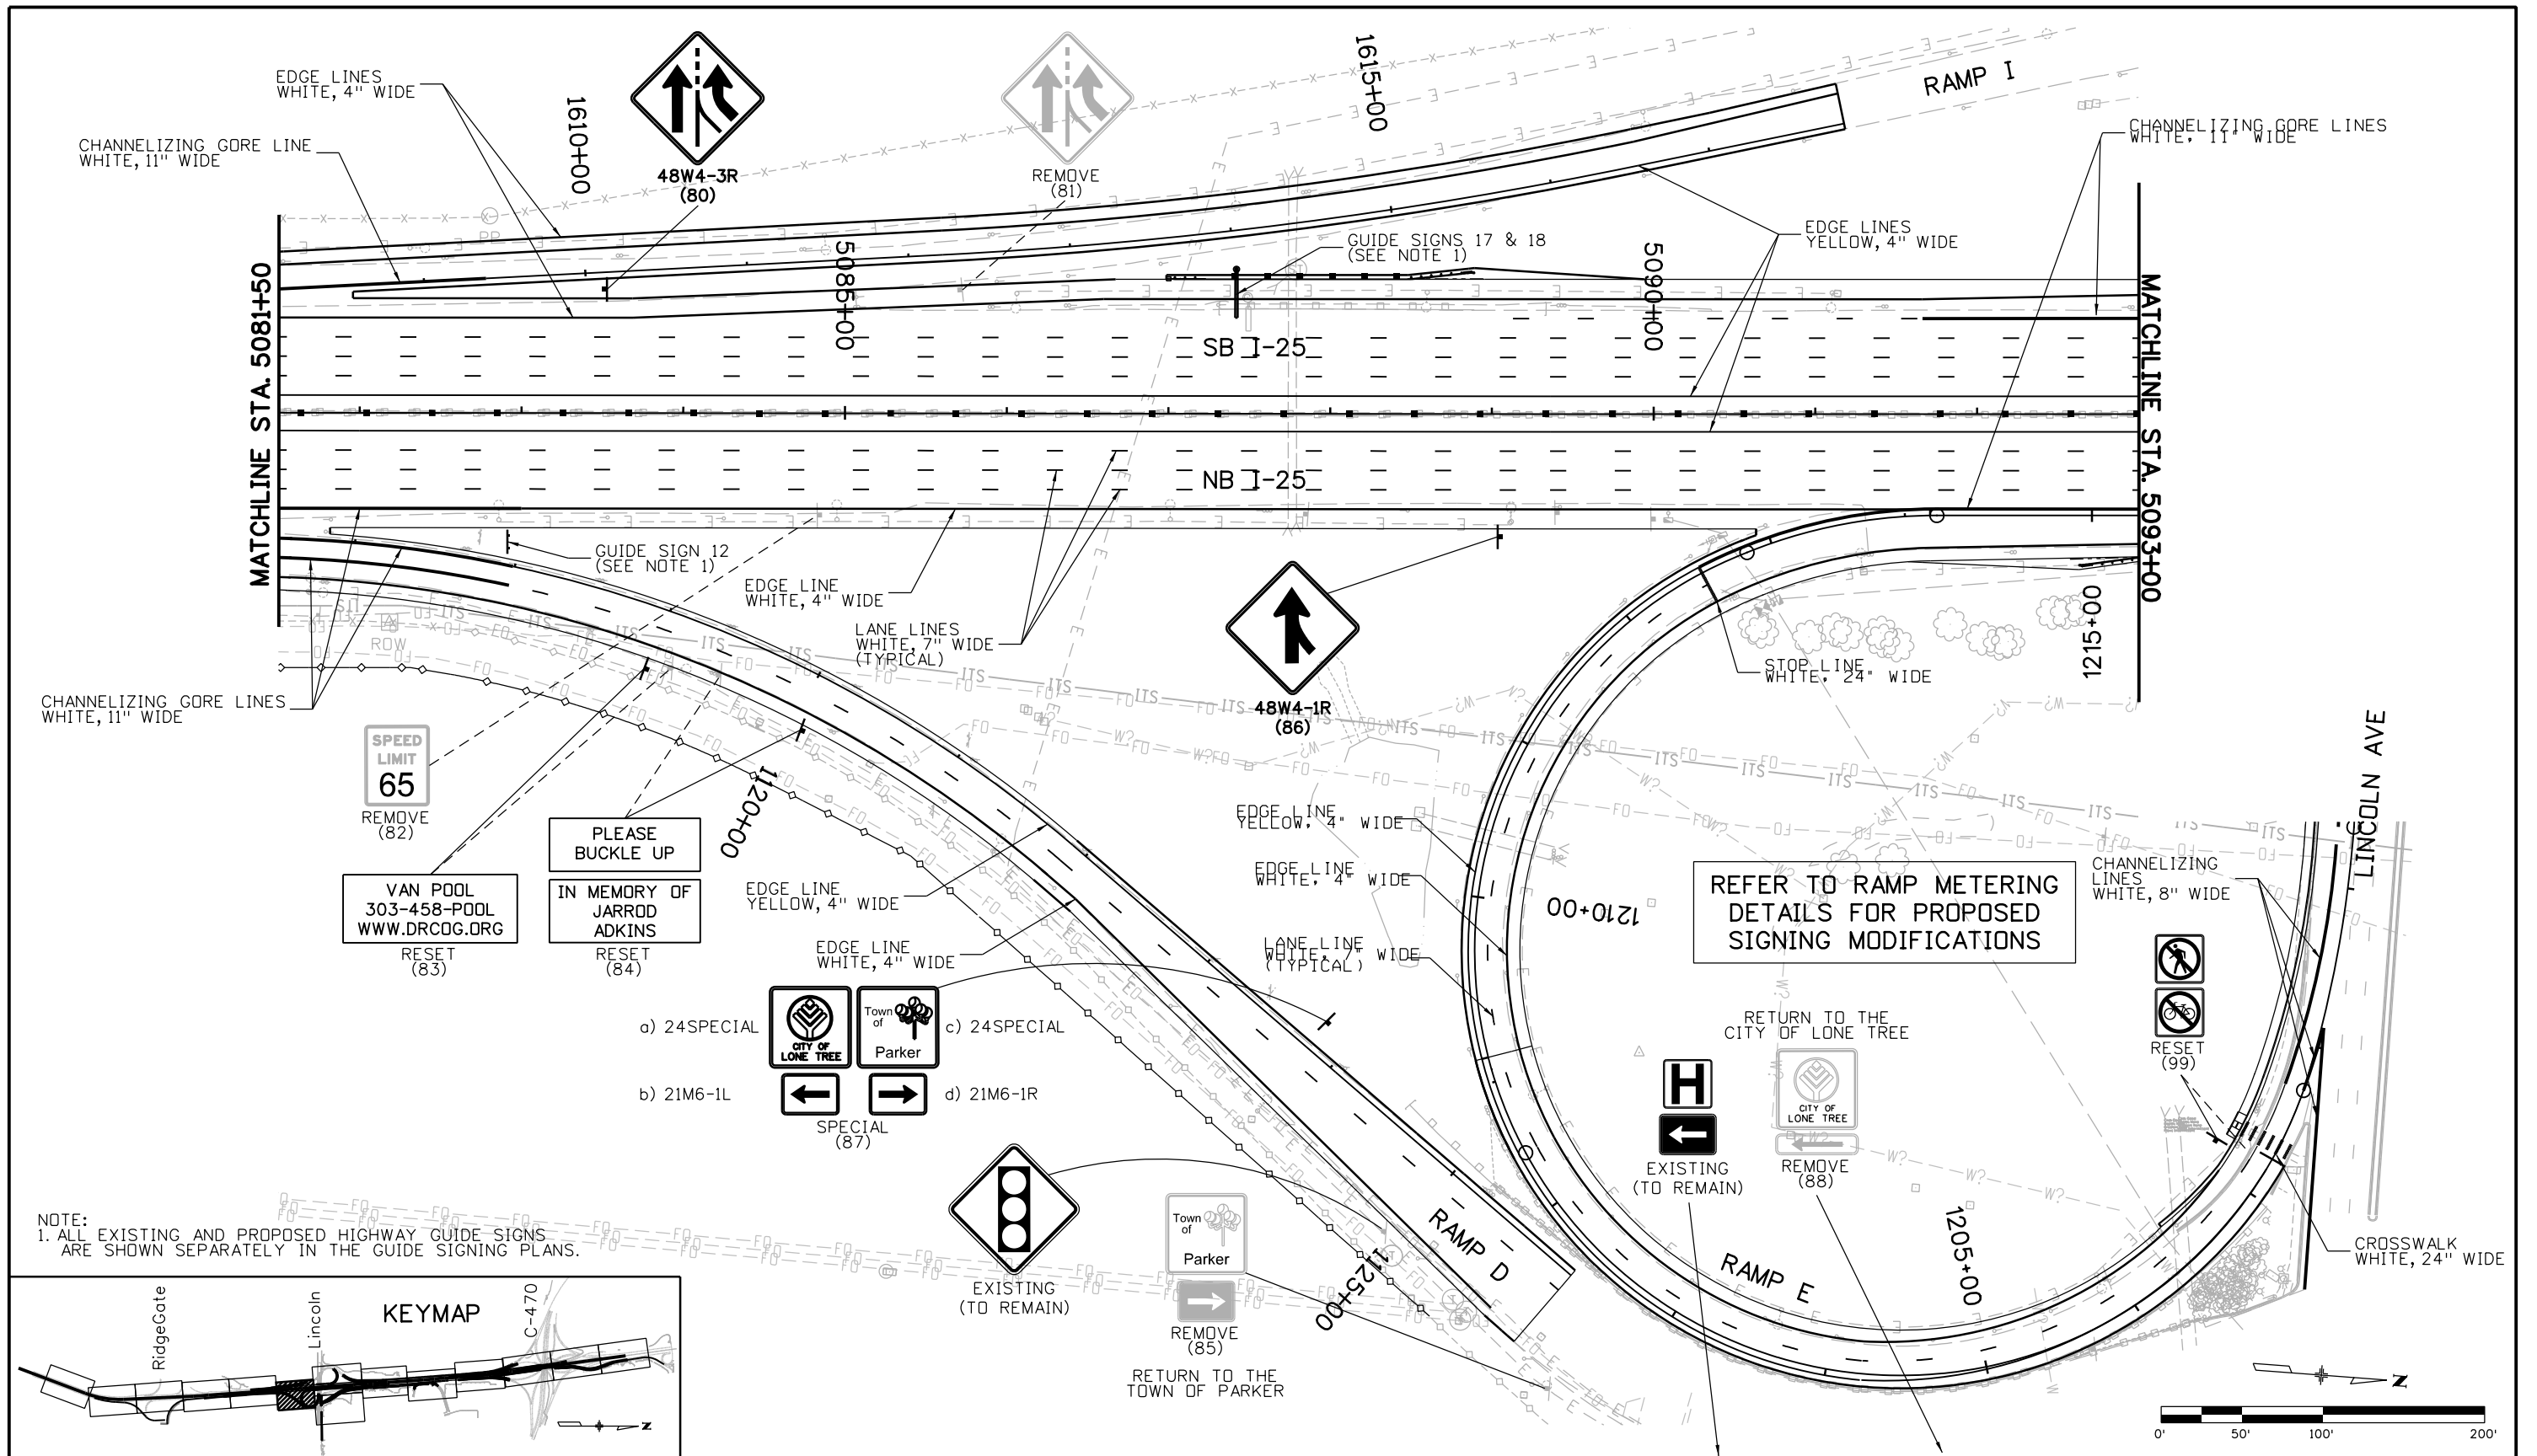 EDGE LINES
WHITE, 4" WIDE
CHANNELIZING GORE LINE
WHITE, 11" WIDE
1610+00
48W4-3R
(80)
REMOVE
(81)
1615+00
RAMP I
CHANNELIZING GORE LINES
WHITE, 11" WIDE
EDGE LINES
YELLOW, 4" WIDE
GUIDE SIGNS 17 & 18
(SEE NOTE 1)
PP
5085+00
5090+00
MATCHLINE STA. 5081+50
MATCHLINE STA. 5093+00
SB I-25
NB I-25
GUIDE SIGN 12
(SEE NOTE 1)
EDGE LINE
WHITE, 4" WIDE
LANE LINES
WHITE, 7" WIDE
(TYPICAL)
ROW
ITS
FO
CHANNELIZING GORE LINES
WHITE, 11" WIDE
48W4-1R
(86)
STOP LINE
WHITE, 24" WIDE
1215+00
SPEED
LIMIT
65
REMOVE
(82)
1120+00
PLEASE
BUCKLE UP
VAN POOL
303-458-POOL
WWW.DRCOG.ORG
RESET
(83)
IN MEMORY OF
JARROD
ADKINS
RESET
(84)
EDGE LINE
YELLOW, 4" WIDE
EDGE LINE
WHITE, 4" WIDE
EDGE LINE
YELLOW, 4" WIDE
EDGE LINE
WHITE, 4" WIDE
LANE LINE
WHITE, 7" WIDE
(TYPICAL)
1210+00
REFER TO RAMP METERING
DETAILS FOR PROPOSED
SIGNING MODIFICATIONS
LINCOLN AVE
CHANNELIZING
LINES
WHITE, 8" WIDE
RESET
(99)
a) 24SPECIAL
CITY OF
LONE TREE
Town
of
Parker
c) 24SPECIAL
b) 21M6-1L
d) 21M6-1R
SPECIAL
(87)
RETURN TO THE
CITY OF LONE TREE
H
EXISTING
(TO REMAIN)
CITY OF
LONE TREE
REMOVE
(88)
EXISTING
(TO REMAIN)
Town
of
Parker
REMOVE
(85)
RETURN TO THE
TOWN OF PARKER
RAMP D
1125+00
RAMP E
1205+00
CROSSWALK
WHITE, 24" WIDE
NOTE:
1. ALL EXISTING AND PROPOSED HIGHWAY GUIDE SIGNS
ARE SHOWN SEPARATELY IN THE GUIDE SIGNING PLANS.
KEYMAP
RidgeGate
Lincoln
C-470
N
N
0' 50' 100' 200'